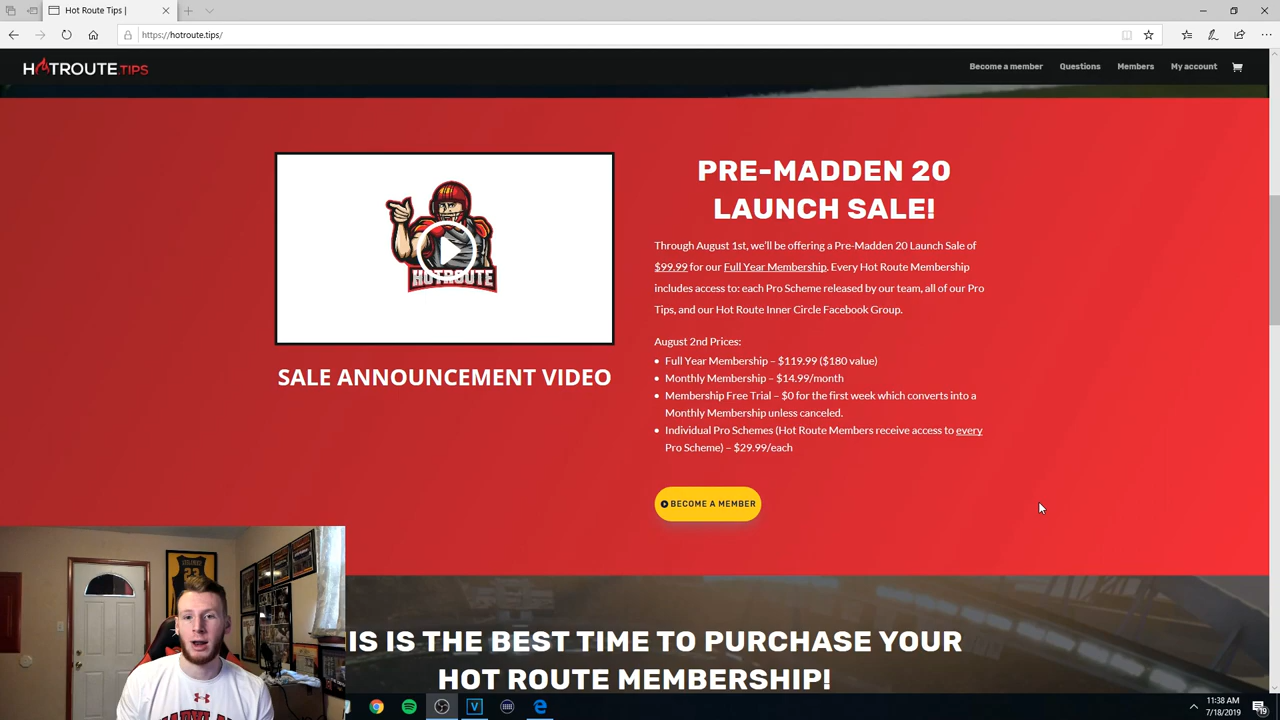 Hot Route Tips |
https://hotroute.tips/
HOTROUTE.TIPS
Become a member
Questions
Members
My account
HOTROUTE
SALE ANNOUNCEMENT VIDEO
PRE-MADDEN 20
LAUNCH SALE!
Through August 1st, we'll be offering a Pre-Madden 20 Launch Sale of
$99.99 for our Full Year Membership. Every Hot Route Membership
includes access to: each Pro Scheme released by our team, all of our Pro
Tips, and our Hot Route Inner Circle Facebook Group.
August 2nd Prices:
• Full Year Membership – $119.99 ($180 value)
• Monthly Membership – $14.99/month
• Membership Free Trial – $0 for the first week which converts into a
Monthly Membership unless canceled.
• Individual Pro Schemes (Hot Route Members receive access to every
Pro Scheme) – $29.99/each
BECOME A MEMBER
IS IS THE BEST TIME TO PURCHASE YOUR
HOT ROUTE MEMBERSHIP!
11:38 AM
7/18/2019
19